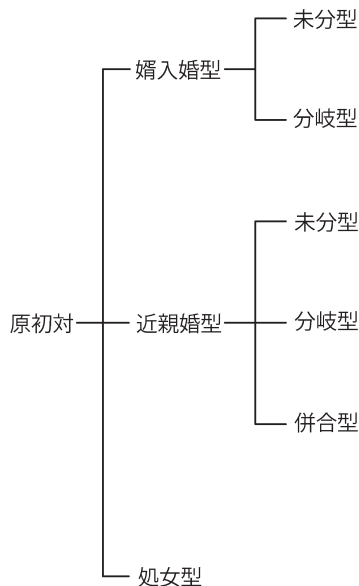 未分型
婿入婚型
分岐型
未分型
原初対
近親婚型
分岐型
併合型
処女型